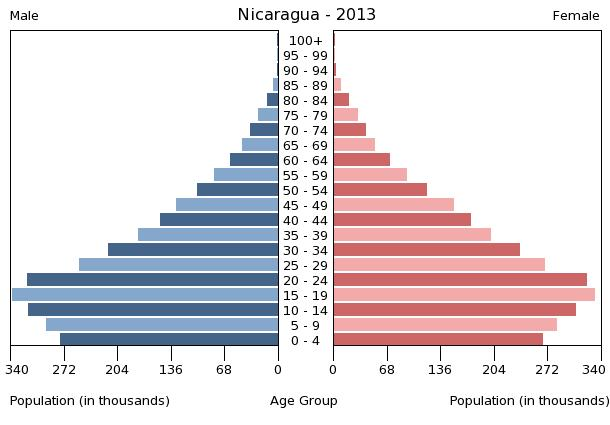 Nicaragua - 2013
Male
Female
100+
95 - 99
90 - 94
85 - 89
80 - 84
75 - 79
70 - 74
65 - 69
60 - 64
55 - 59
50 - 54
45 - 49
40 - 44
35 - 39
30 - 34
25 - 29
20 - 24
15 - 19
10 - 14
5 - 9
0 - 4
340 272 204 136 68 0 0 68 136 204 272 340
Population (in thousands) Age Group Population (in thousands)